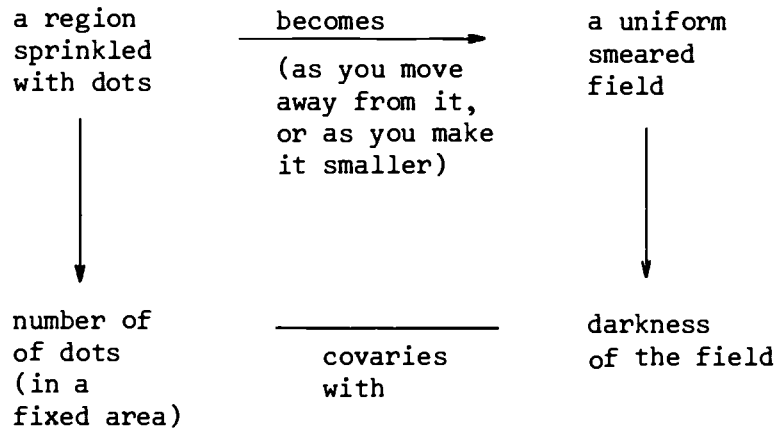 a region
sprinkled
with dots
becomes
(as you move
away from it,
or as you make
it smaller)
a uniform
smeared
field
number of
of dots
(in a
fixed area)
covaries
with
darkness
of the field